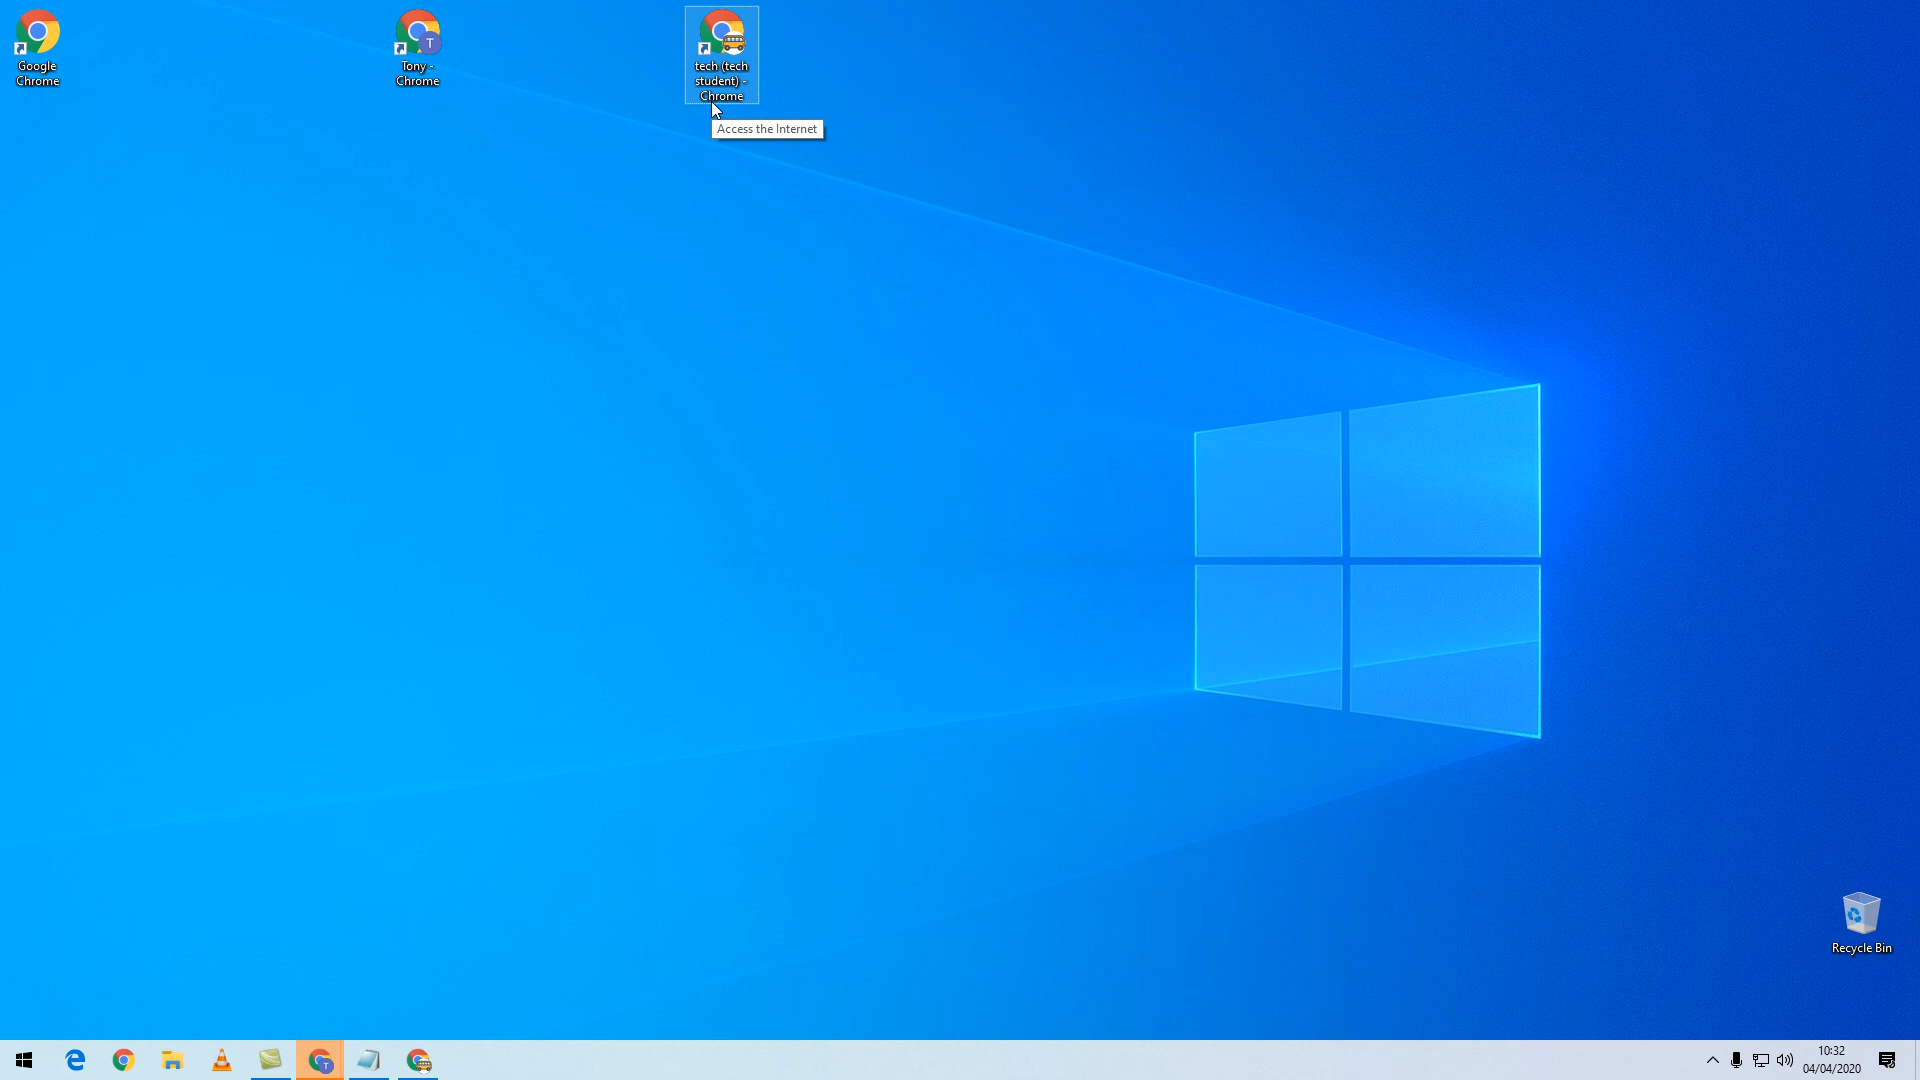 Google
Chrome
Tony -
Chrome
T
tech (tech
student) -
Chrome
Access the Internet
Recycle Bin
T
10:32
04/04/2020